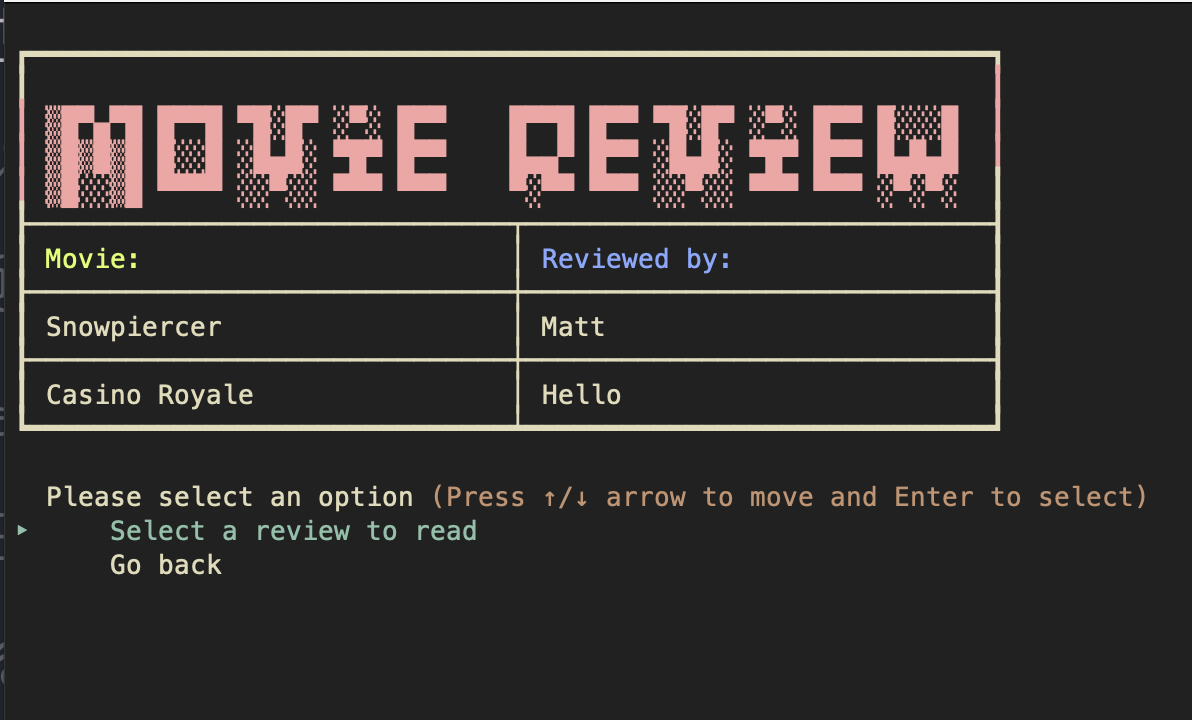 MOViE REViEW
Movie: Reviewed by:
Snowpiercer Matt
Casino Royale Hello
Please select an option (Press ↑/↓ arrow to move and Enter to select)
▸ Select a review to read
Go back